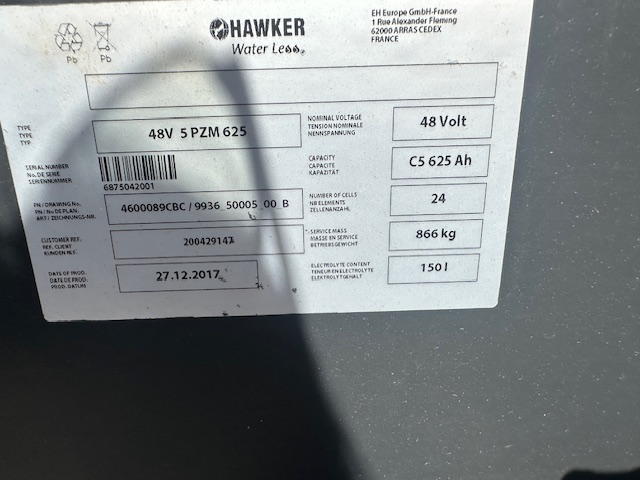 HAWKER
Water Less®
EH Europe GmbH-France
1 Rue Alexander Fleming
62000 ARRAS CEDEX
FRANCE
Pb Pb
TYPE
TYPE
TYP
48V 5 PZM 625
NOMINAL VOLTAGE
TENSION NOMINALE
NENNSPANNUNG
48 Volt
SERIAL NUMBER
No. DE SERIE
SERIENNUMMER
6875042001
CAPACITY
CAPACITE
KAPAZITÄT
C5 625 Ah
PN / DRAWING No.
PN / No DE PLAN.
ART / ZEICHNUNGS-NR.
4600089CBC / 9936_50005_00_B
NUMBER OF CELLS
NB ELEMENTS
ZELLENANZAHL
24
CUSTOMER REF.
REF. CLIENT
KUNDEN REF.
200429147
SERVICE MASS
MASSE EN SERVICE
BETRIEBSGEWICHT
866 kg
DATE OF PROD.
DATE DE PROD.
PROD. DATUM
27.12.2017
ELECTROLYTE CONTENT
TENEUR EN ELECTROLYTE
ELEKTROLYTGEHALT
150 l